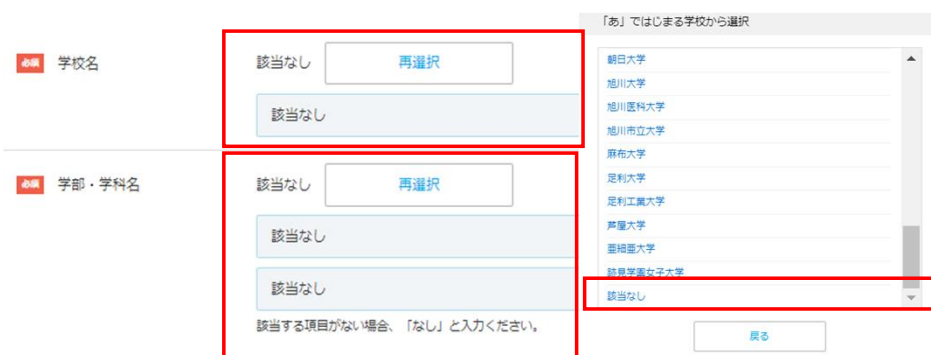 必須 学校名
該当なし 再選択
該当なし
必須 学部・学科名
該当なし 再選択
該当なし
該当なし
該当する項目がない場合、「なし」と入力ください。
「あ」ではじまる学校から選択
朝日大学
旭川大学
旭川医科大学
旭川市立大学
麻布大学
足利大学
足利工業大学
芦屋大学
亜細亜大学
跡見学園女子大学
該当なし
戻る